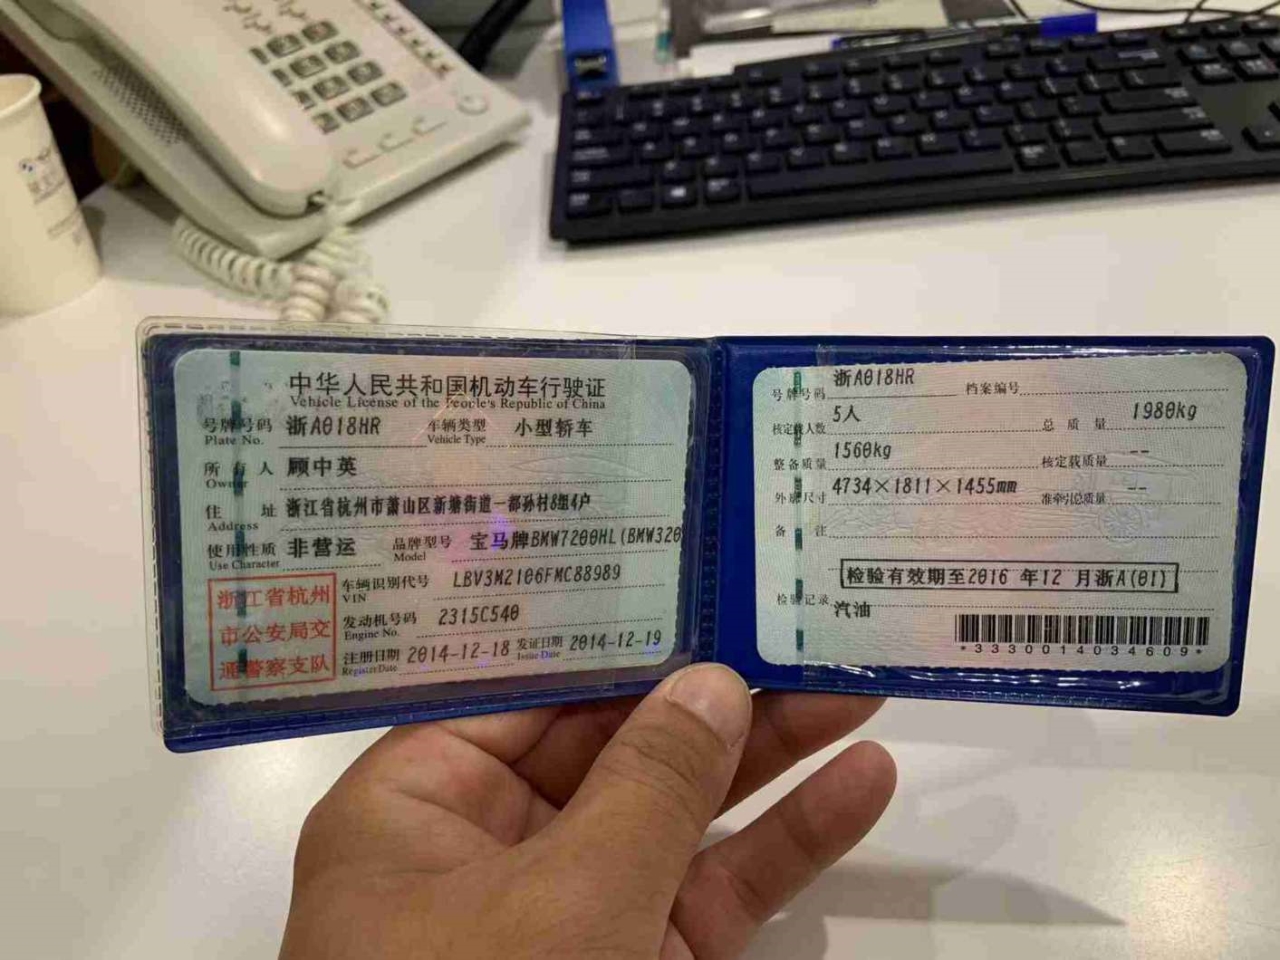 中华人民共和国机动车行驶证
Vehicle License of the People's Republic of China
号牌号码 浙A018HR 车辆类型 小型轿车
Plate No. Vehicle Type
所有人 顾中英
Owner
住址 浙江省杭州市萧山区新塘街道一都孙村8组4户
Address
使用性质 非营运 品牌型号 宝马牌BMW7200HL(BMW320
Use Character Model
浙江省杭州
市公安局交
通警察支队
车辆识别代号 LBV3M2106FMC88989
VIN
发动机号码 2315C540
Engine No.
注册日期 2014-12-18 发证日期 2014-12-19
Register Date Issue Date
号牌号码 浙A018HR 档案编号
核定载人数 5人 总质量 1980kg
整备质量 1560kg 核定载质量 --
外廓尺寸 4734×1811×1455mm 准牵引总质量 --
备注
检验有效期至2016 年12 月浙A(01)
检验记录 汽油
*3330014034609*